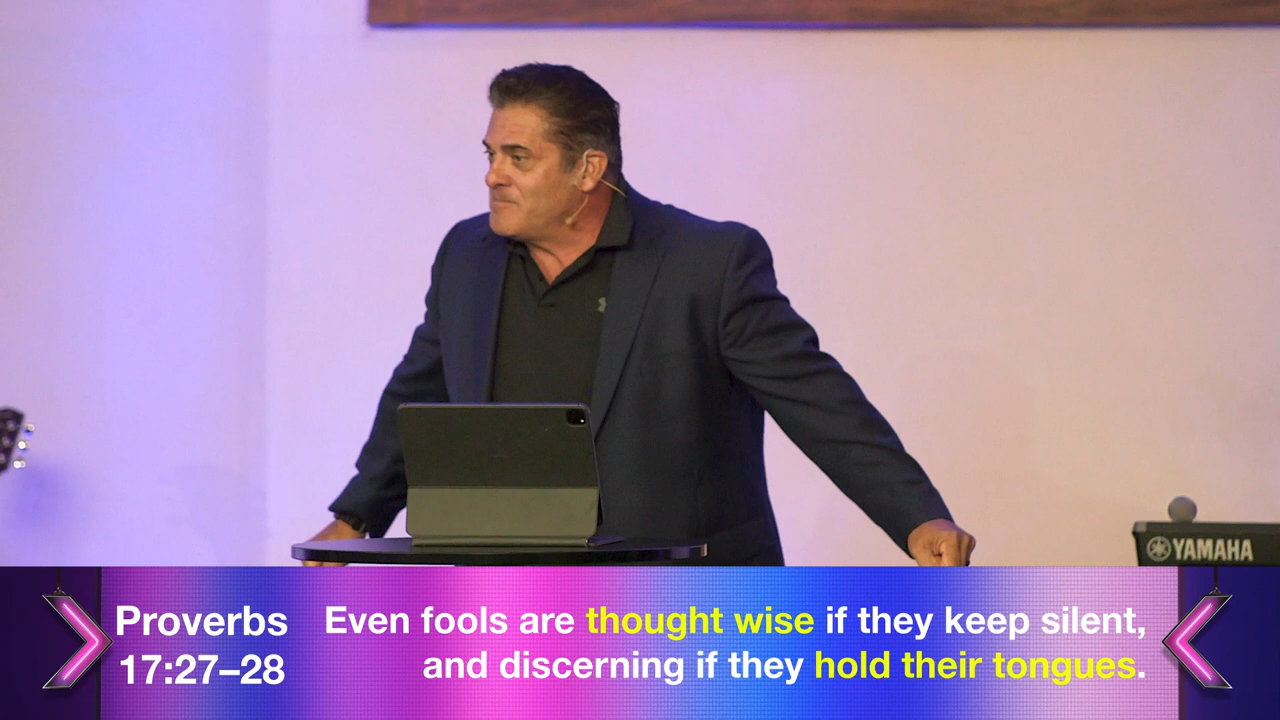 YAMAHA
Proverbs
17:27–28
Even fools are thought wise if they keep silent,
and discerning if they hold their tongues.